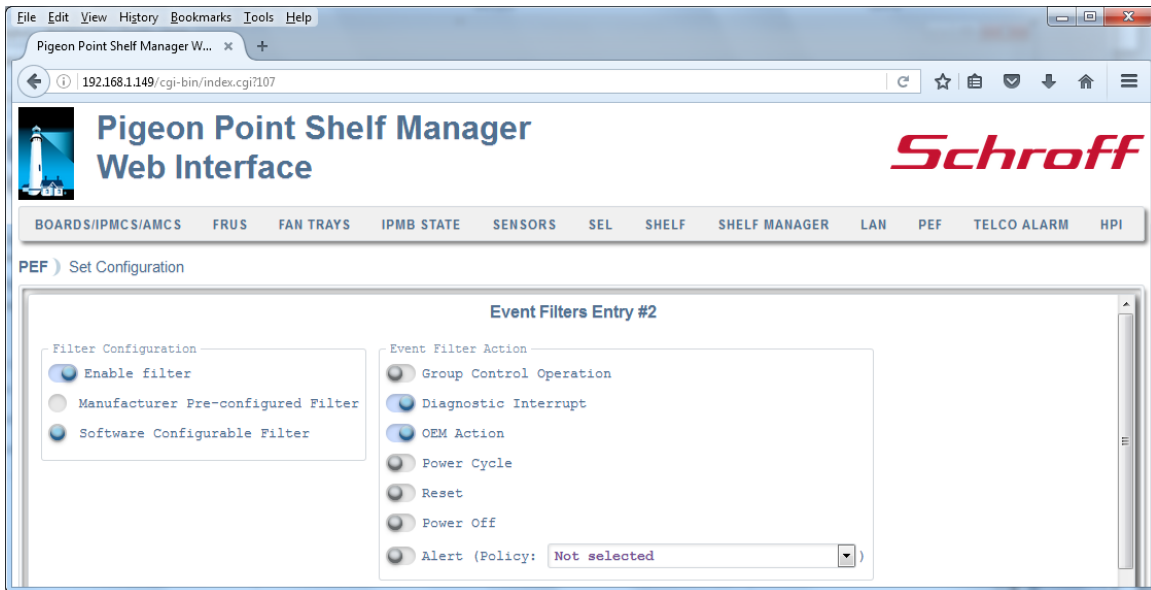 File Edit View History Bookmarks Tools Help
Pigeon Point Shelf Manager W... × +
192.168.1.149/cgi-bin/index.cgi?107
Pigeon Point Shelf Manager
Web Interface
Schroff
BOARDS/IPMCS/AMCS FRUS FAN TRAYS IPMB STATE SENSORS SEL SHELF SHELF MANAGER LAN PEF TELCO ALARM HPI
PEF ) Set Configuration
Event Filters Entry #2
Filter Configuration
Enable filter
Manufacturer Pre-configured Filter
Software Configurable Filter
Event Filter Action
Group Control Operation
Diagnostic Interrupt
OEM Action
Power Cycle
Reset
Power Off
Alert (Policy: Not selected )